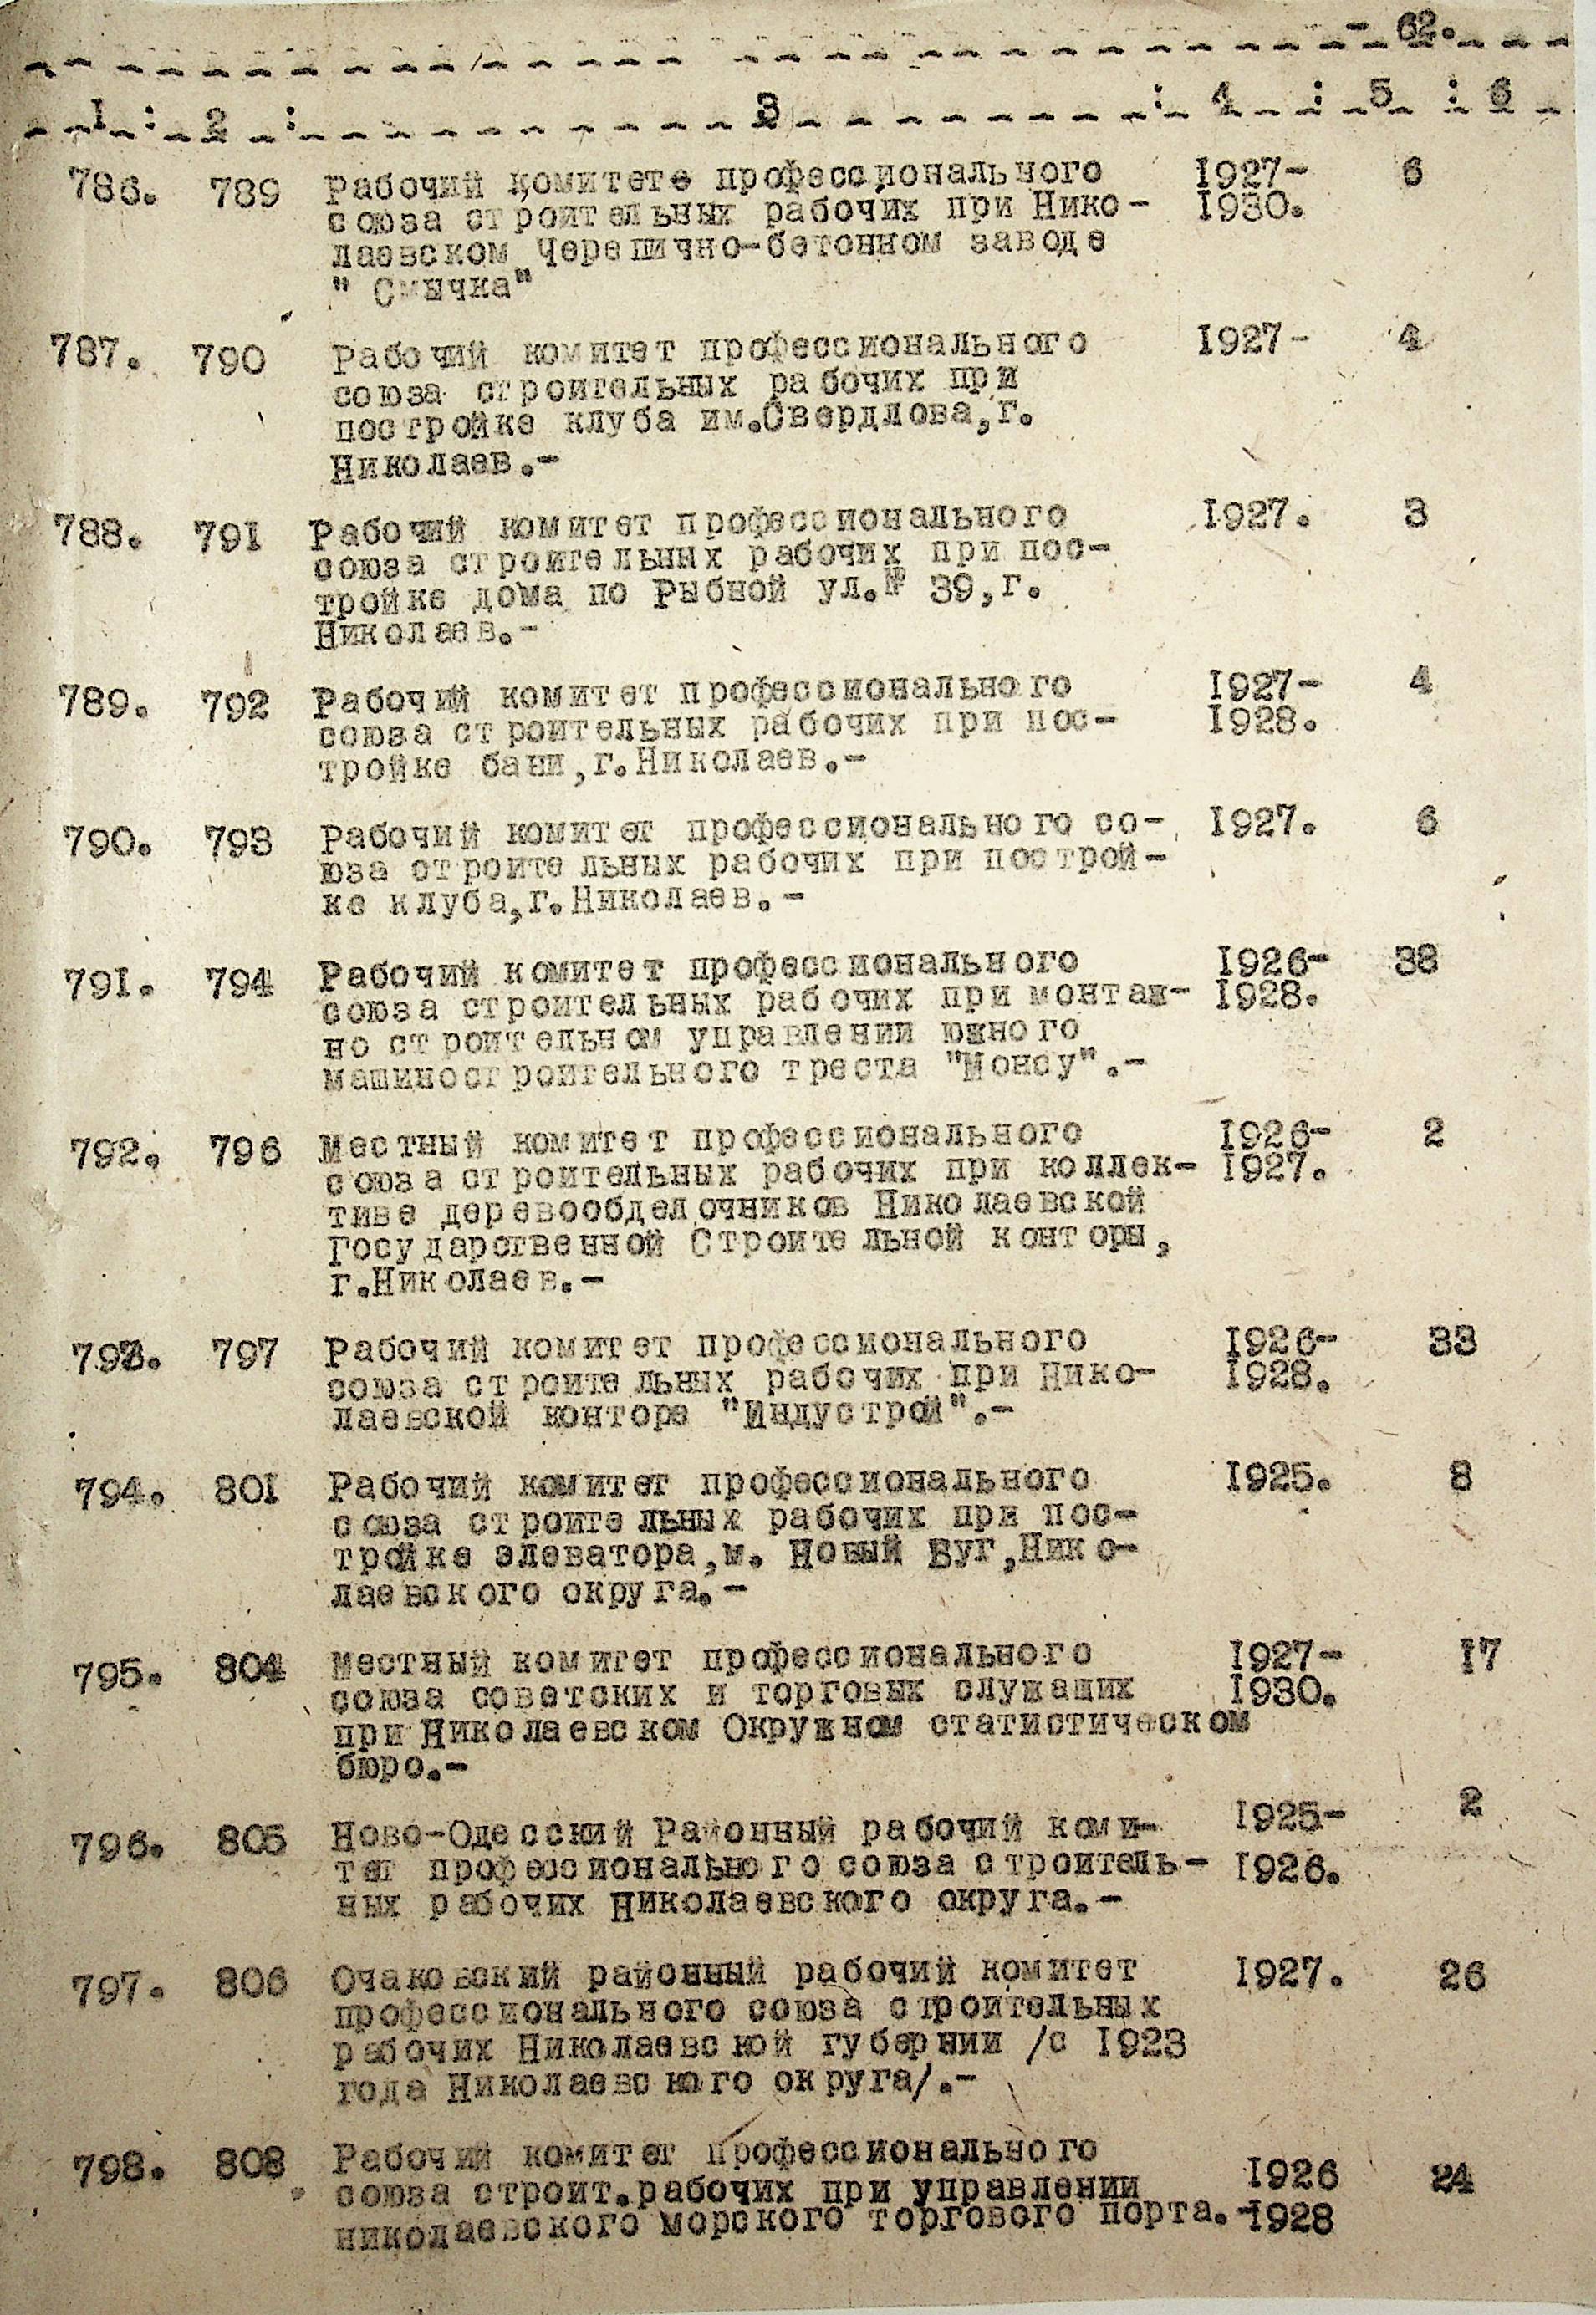 - 62.
1 : 2 : 3 : 4 : 5 : 6
786. 789 Рабочий комитете профессионального 1927- 6
союза строительных рабочих при Нико- 1930.
лаевском Черепично-бетонном заводе
" Смычка"
787. 790 Рабочий комитет профессионального 1927- 4
союза строительных рабочих при
постройке клуба им.Свердлова,г.
Николаев.-
788. 791 Рабочий комитет профессионального 1927. 3
союза строительных рабочих при пос-
тройке дома по Рыбной ул.№ 39,г.
Николаев.-
789. 792 Рабочий комитет профессионального 1927- 4
союза строительных рабочих при пос- 1928.
тройке бани,г.Николаев.-
790. 793 Рабочий комитет профессионального со- 1927. 6
юза строительных рабочих при построй-
ке клуба,г.Николаев.-
791. 794 Рабочий комитет профессионального 1926- 38
союза строительных рабочих при монтаж- 1928.
но строительном управлении южного
машиностроительного треста "Монсу".-
792. 796 Местный комитет профессионального 1926- 2
союза строительных рабочих при коллек- 1927.
тиве деревообделочников Николаевской
Государственной Строительной конторы,
г.Николаев.-
793. 797 Рабочий комитет профессионального 1926- 33
союза строительных рабочих при Нико- 1928.
лаевской конторе "Индустрой".-
794. 801 Рабочий комитет профессионального 1925. 8
союза строительных рабочих при пос-
тройке элеватора,м. Новый Буг,Нико-
лаевского округа.-
795. 804 Местный комитет профессионального 1927- 17
союза советских и торговых служащих 1930.
при Николаевском Окружном статистическом
бюро.-
796. 805 Ново-Одесский Районный рабочий коми- 1925- 2
тет профессионального союза строитель- 1926.
ных рабочих Николаевского округа.-
797. 806 Очаковский районный рабочий комитет 1927. 26
профессионального союза строительных
рабочих Николаевской губернии /с 1923
года Николаевского округа/.-
798. 808 Рабочий комитет профессионального
союза строит.рабочих при управлении 1926 24
николаевского морского торгового порта.-1928